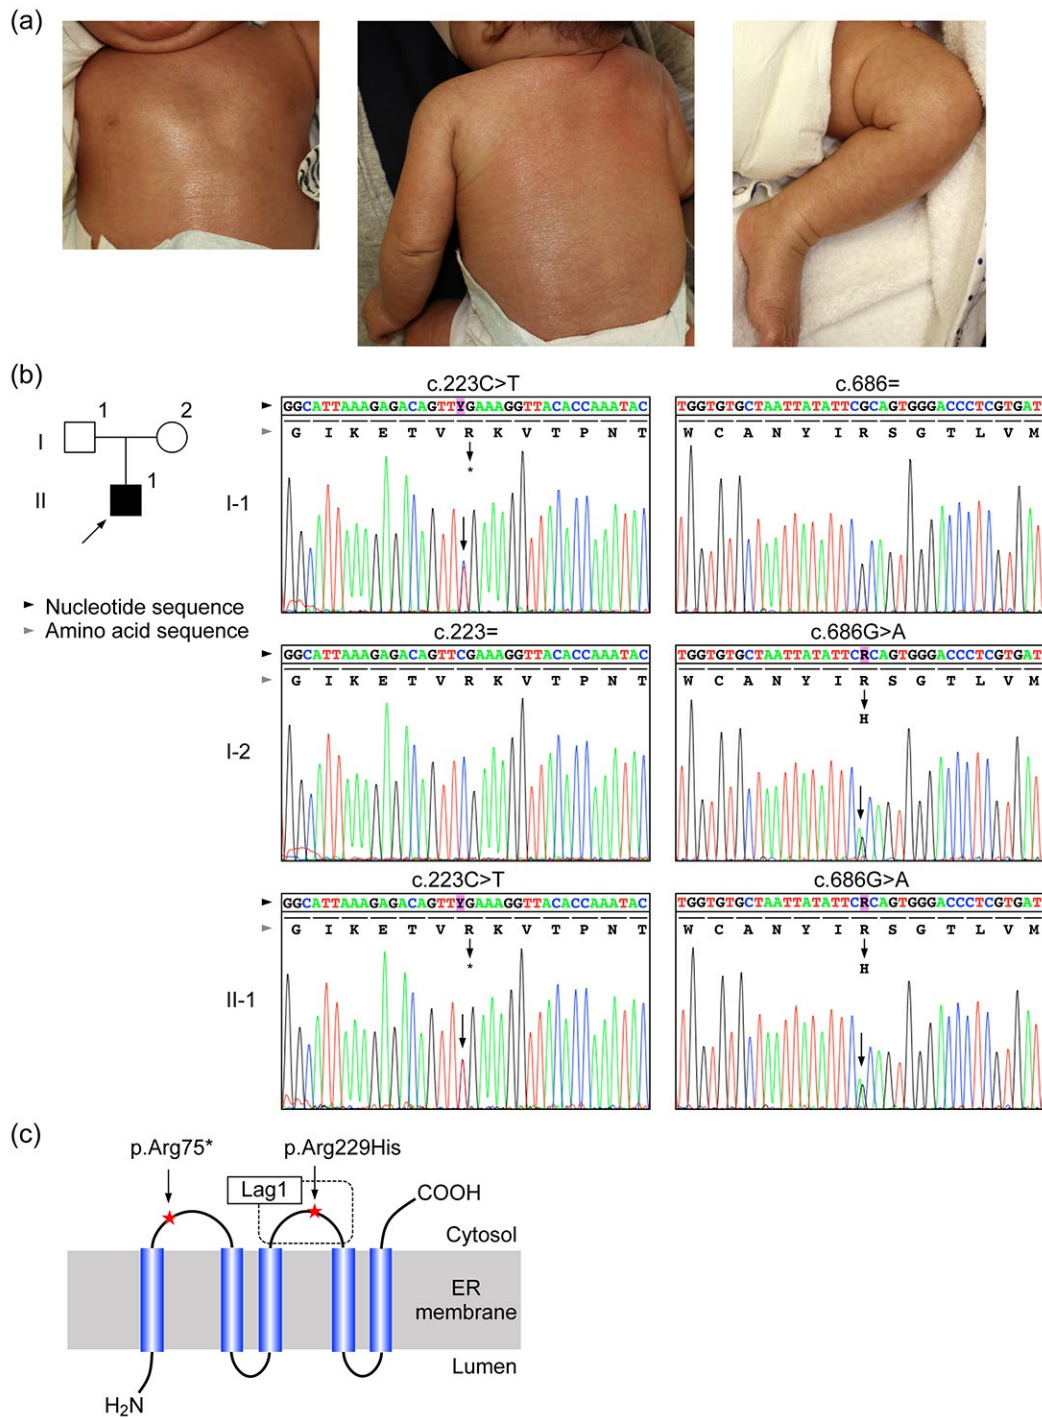 (a)
(b)
1
2
I
1
II
Nucleotide sequence
Amino acid sequence
c.223C>T
c.686=
I-1
GGCATTAAAGAGACAGTTYGAAAGGTTACACCAAATAC
G I K E T V R K V T P N T
*
TGGTGTGCTAATTATATTCGCAGTGGGACCCTCGTGAT
W C A N Y I R S G T L V M
c.223=
c.686G>A
I-2
GGCATTAAAGAGACAGTTCGAAAGGTTACACCAAATAC
G I K E T V R K V T P N T
TGGTGTGCTAATTATATTCRCAGTGGGACCCTCGTGAT
W C A N Y I R S G T L V M
H
c.223C>T
c.686G>A
II-1
GGCATTAAAGAGACAGTTYGAAAGGTTACACCAAATAC
G I K E T V R K V T P N T
*
TGGTGTGCTAATTATATTCRCAGTGGGACCCTCGTGAT
W C A N Y I R S G T L V M
H
(c)
p.Arg75*
p.Arg229His
Lag1
COOH
Cytosol
ER
membrane
Lumen
H₂N